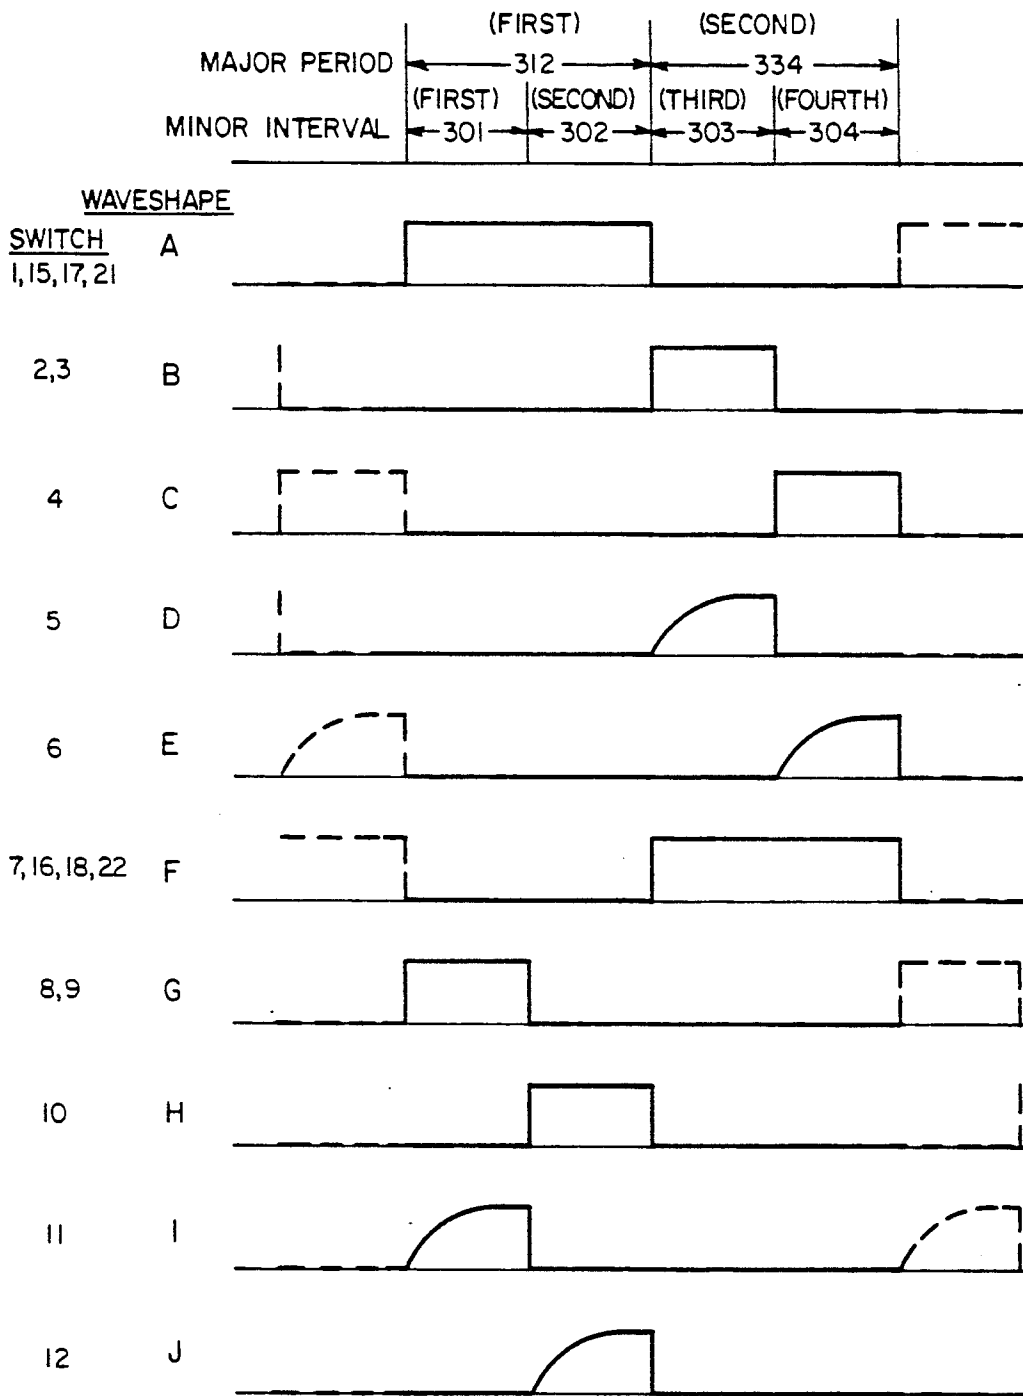 (FIRST) (SECOND)
MAJOR PERIOD 312 334
(FIRST) (SECOND) (THIRD) (FOURTH)
MINOR INTERVAL 301 302 303 304
WAVESHAPE
SWITCH A
1,15,17,21
2,3 B
4 C
5 D
6 E
7,16,18,22 F
8,9 G
10 H
11 I
12 J